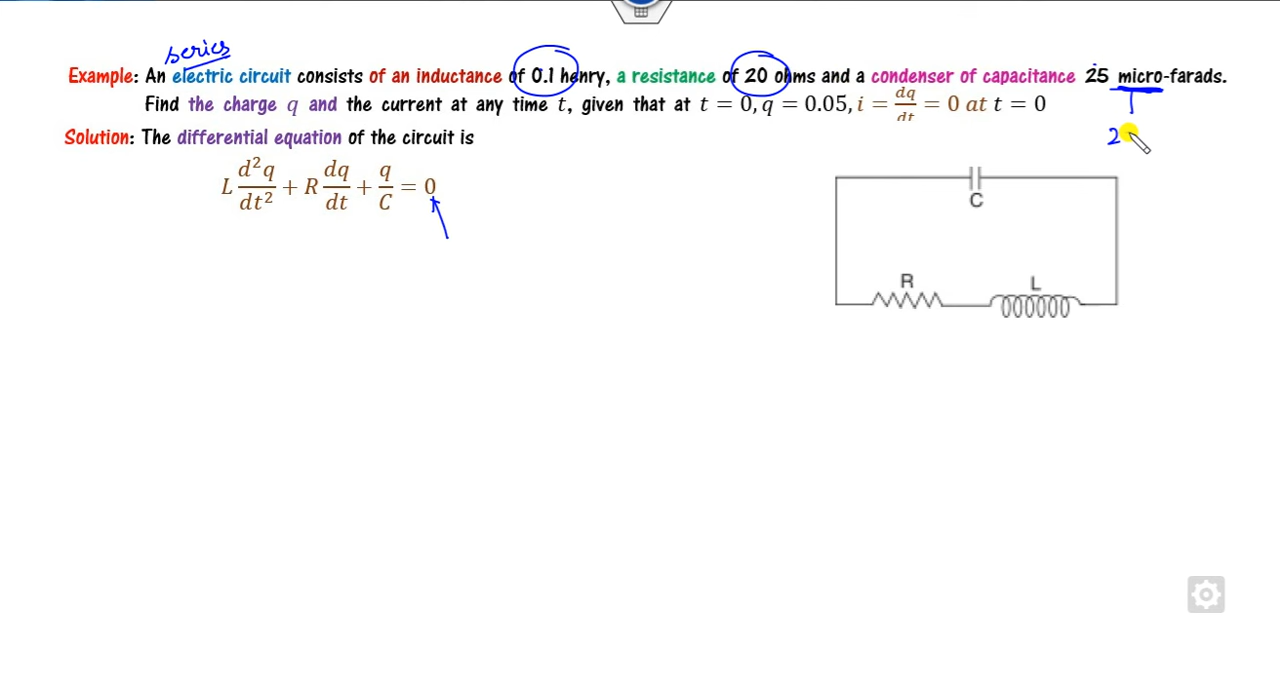 series
Example: An electric circuit consists of an inductance of 0.1 henry, a resistance of 20 ohms and a condenser of capacitance 25 micro-farads.
Find the charge q and the current at any time t, given that at t = 0, q = 0.05, i = dq/dt = 0 at t = 0
2
Solution: The differential equation of the circuit is
L d²q/dt² + R dq/dt + q/C = 0
C
R
L